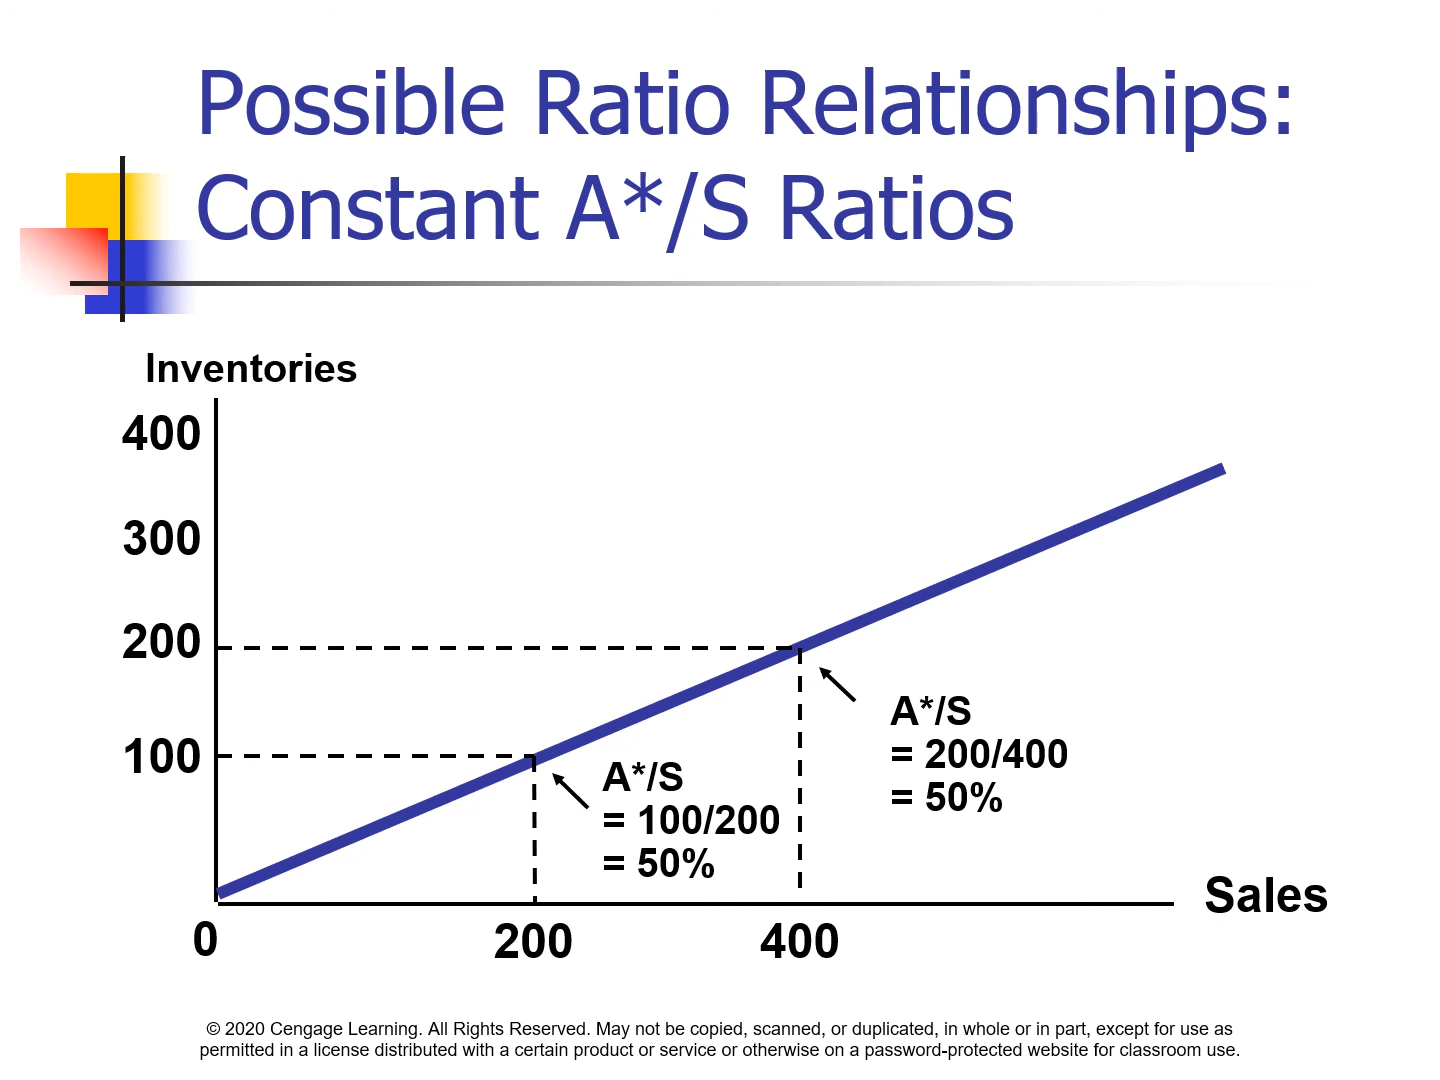 Possible Ratio Relationships:
Constant A*/S Ratios
Inventories
400
300
200
100
A*/S
= 100/200
= 50%
A*/S
= 200/400
= 50%
Sales
0
200
400
© 2020 Cengage Learning. All Rights Reserved. May not be copied, scanned, or duplicated, in whole or in part, except for use as
permitted in a license distributed with a certain product or service or otherwise on a password-protected website for classroom use.